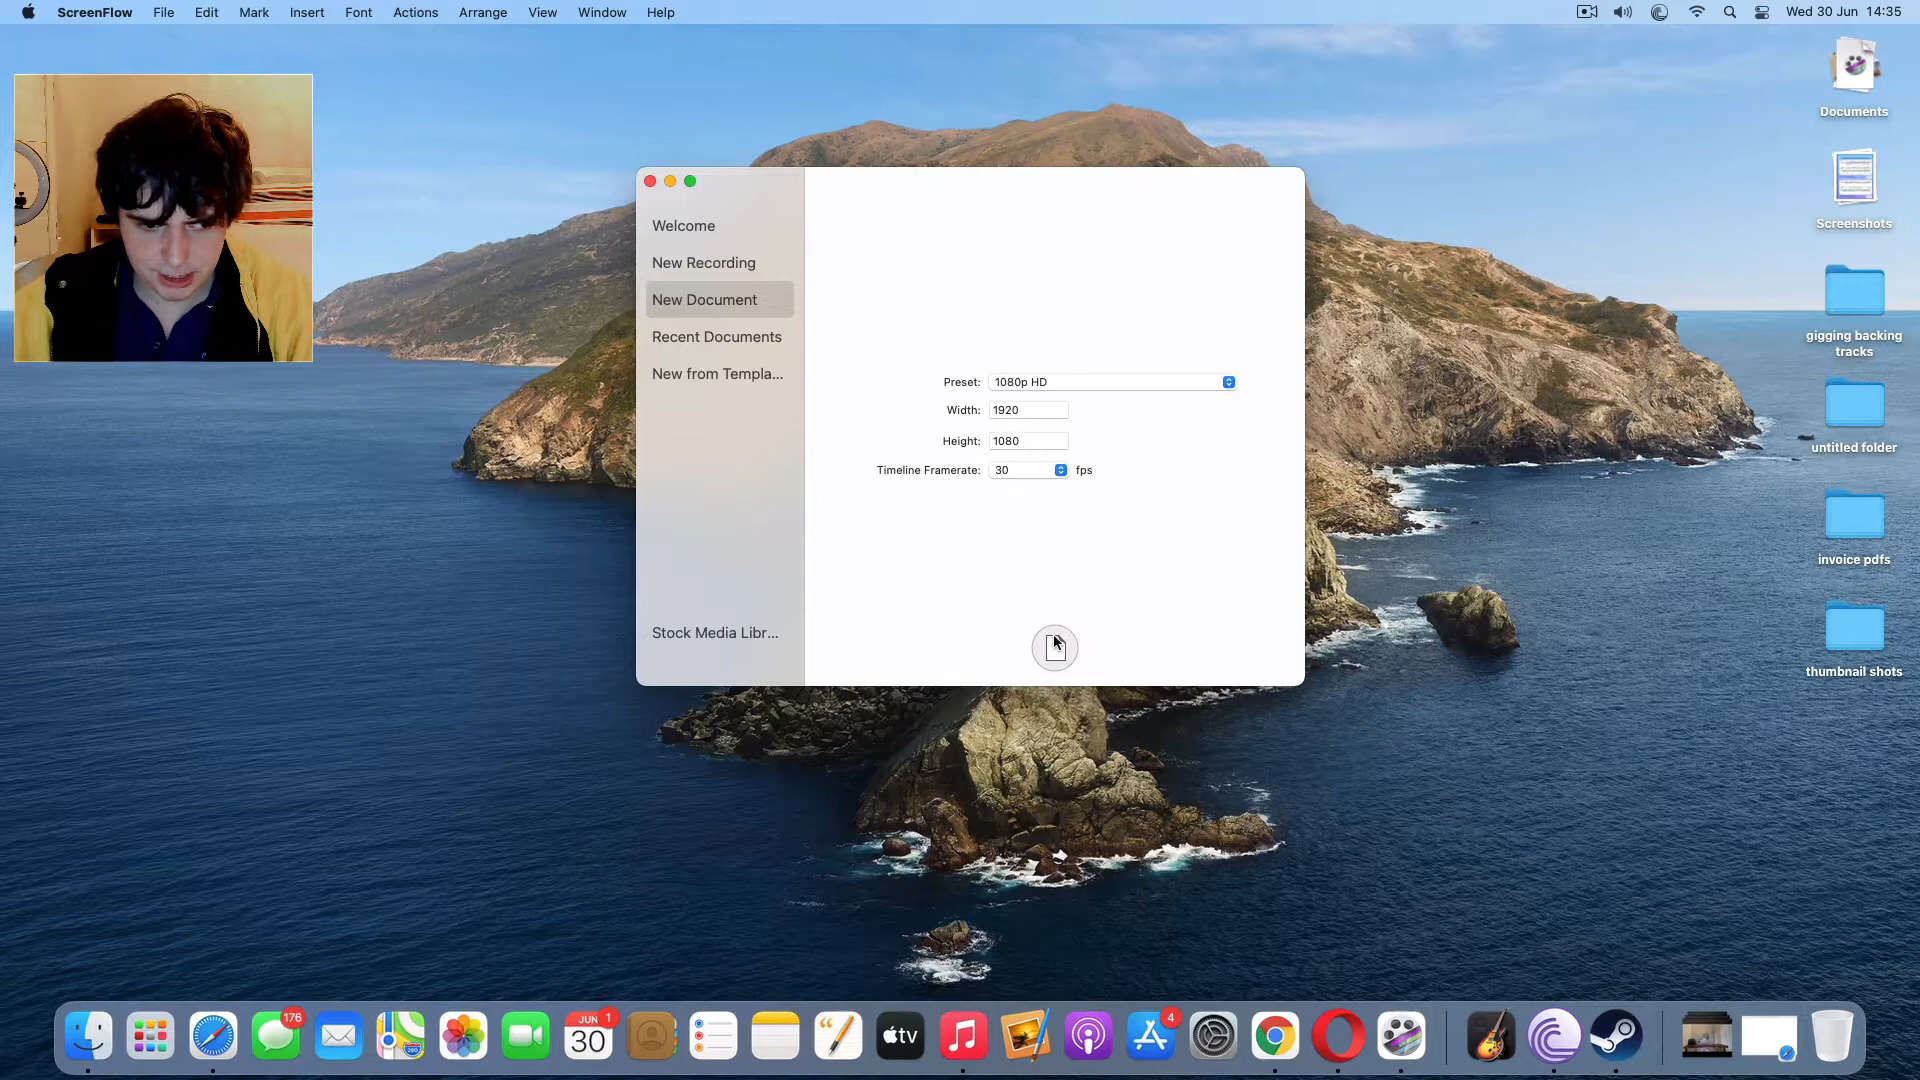 ScreenFlow File Edit Mark Insert Font Actions Arrange View Window Help Wed 30 Jun 14:35
Documents
Screenshots
gigging backing
tracks
untitled folder
invoice pdfs
thumbnail shots
Welcome
New Recording
New Document
Recent Documents
New from Templa...
Stock Media Libr...
Preset: 1080p HD
Width: 1920
Height: 1080
Timeline Framerate: 30 fps
176
JUN 1
30
tv
4